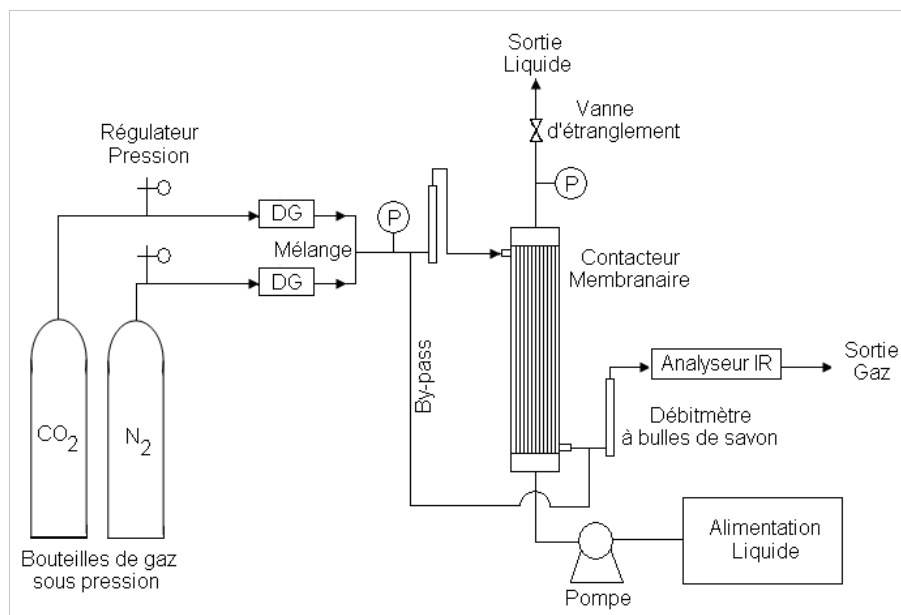 Sortie
Liquide
Vanne
d'étranglement
Régulateur
Pression
P
DG
P
Mélange
DG
Contacteur
Membranaire
By-pass
Analyseur IR
Sortie
Gaz
Débitmètre
à bulles de savon
CO2
N2
Alimentation
Liquide
Bouteilles de gaz
sous pression
Pompe